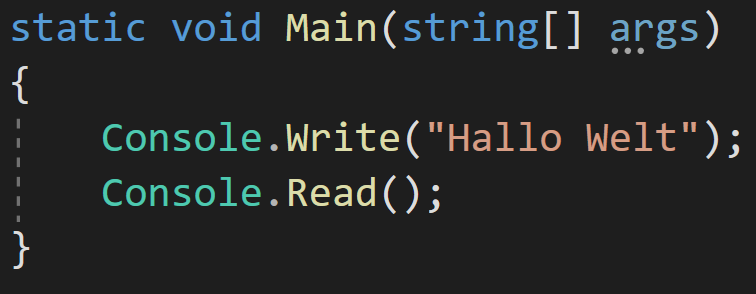 static void Main(string[] args)
{
    Console.Write("Hallo Welt");
    Console.Read();
}